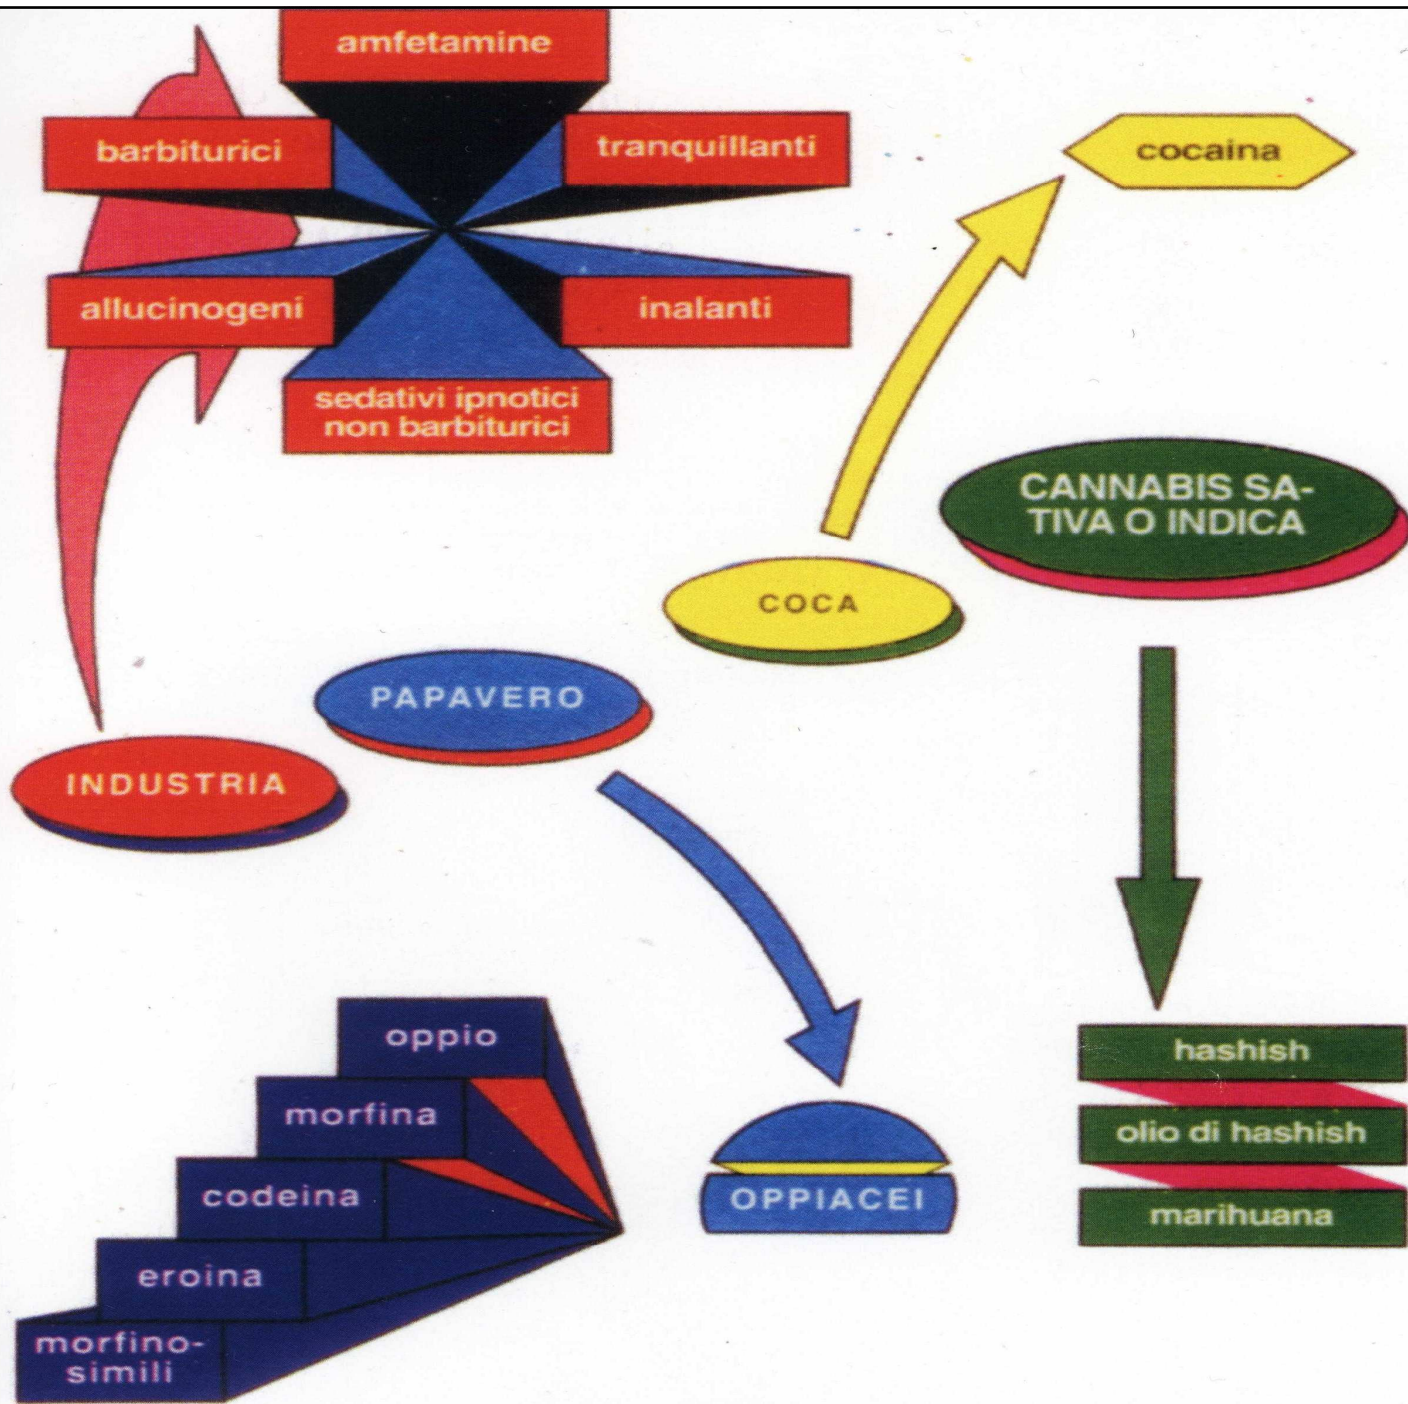 amfetamine
barbiturici
tranquillanti
allucinogeni
inalanti
sedativi ipnotici
non barbiturici
cocaina
CANNABIS SA-
TIVA O INDICA
COCA
PAPAVERO
INDUSTRIA
oppio
morfina
codeina
eroina
morfino-
simili
OPPIACEI
hashish
olio di hashish
marihuana